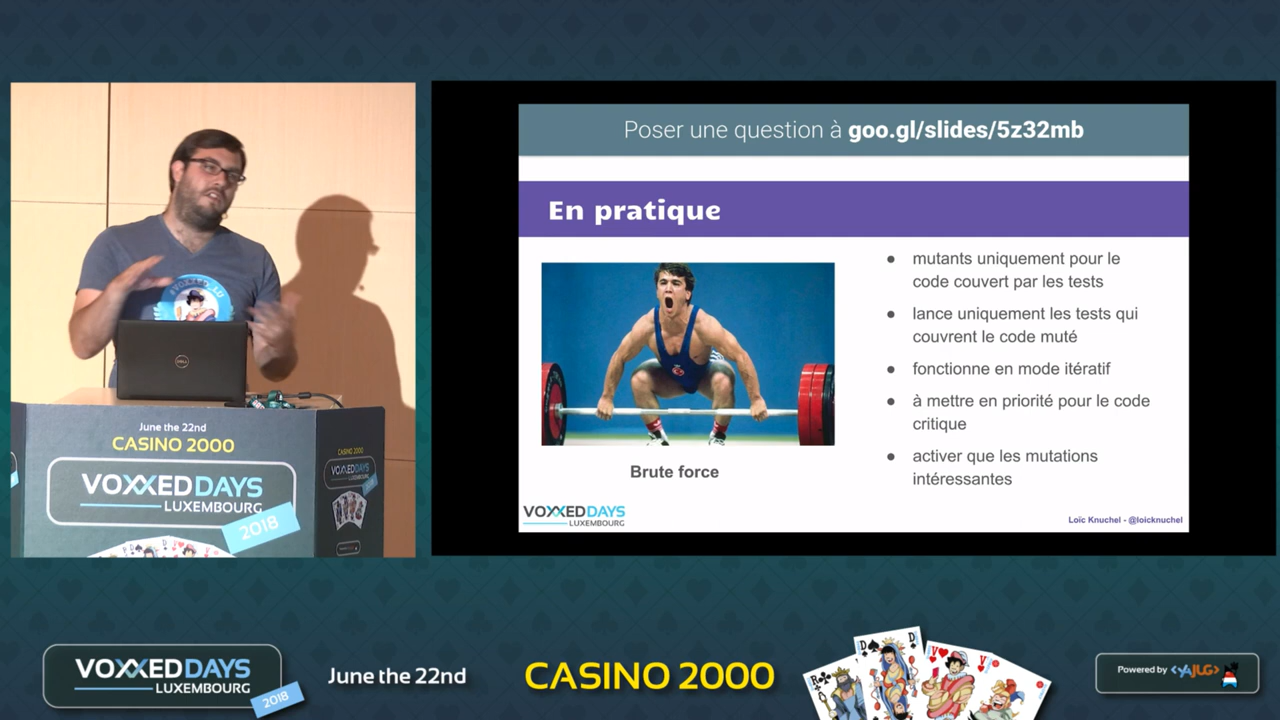 Poser une question à goo.gl/slides/5z32mb
En pratique
● mutants uniquement pour le
code couvert par les tests
● lance uniquement les tests qui
couvrent le code muté
● fonctionne en mode itératif
● à mettre en priorité pour le code
critique
● activer que les mutations
intéressantes
Brute force
VOXXED DAYS
LUXEMBOURG
Loïc Knuchel - @loicknuchel
DELL
June the 22nd
CASINO 2000
VOXXED DAYS
LUXEMBOURG
2018
CASINO 2000
VOXXED DAYS
VOXXED DAYS
LUXEMBOURG
2018
June the 22nd
CASINO 2000
R
D
D
V
V
Powered by <YAJUG>